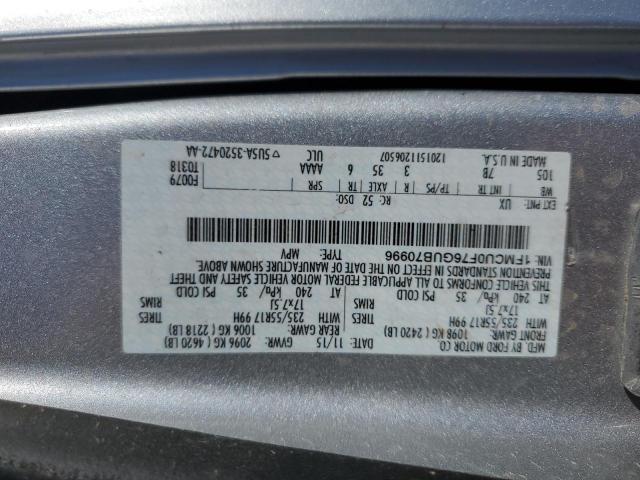 MFD. BY FORD MOTOR CO.
DATE: 11/15 GVWR: 2096 KG ( 4620 LB)
FRONT GAWR: 1098 KG ( 2420 LB) REAR GAWR: 1006 KG ( 2218 LB)
WITH 235/55R17 99H TIRES WITH 235/55R17 99H TIRES
17x7.5J RIMS 17x7.5J RIMS
AT 240 kPa/ 35 PSI COLD AT 240 kPa/ 35 PSI COLD
THIS VEHICLE CONFORMS TO ALL APPLICABLE FEDERAL MOTOR VEHICLE SAFETY AND THEFT
PREVENTION STANDARDS IN EFFECT ON THE DATE OF MANUFACTURE SHOWN ABOVE.
VIN: 1FMCU0F76GUB70996 TYPE: MPV
EXT PNT: UX RC: 52 DSO:
WB INT TR TP/PS R AXLE TR SPR F0079
105 7B 3 35 6 AAAA T0318
MADE IN U.S.A. 1201511206507 ULC 5U5A-3520472-AA